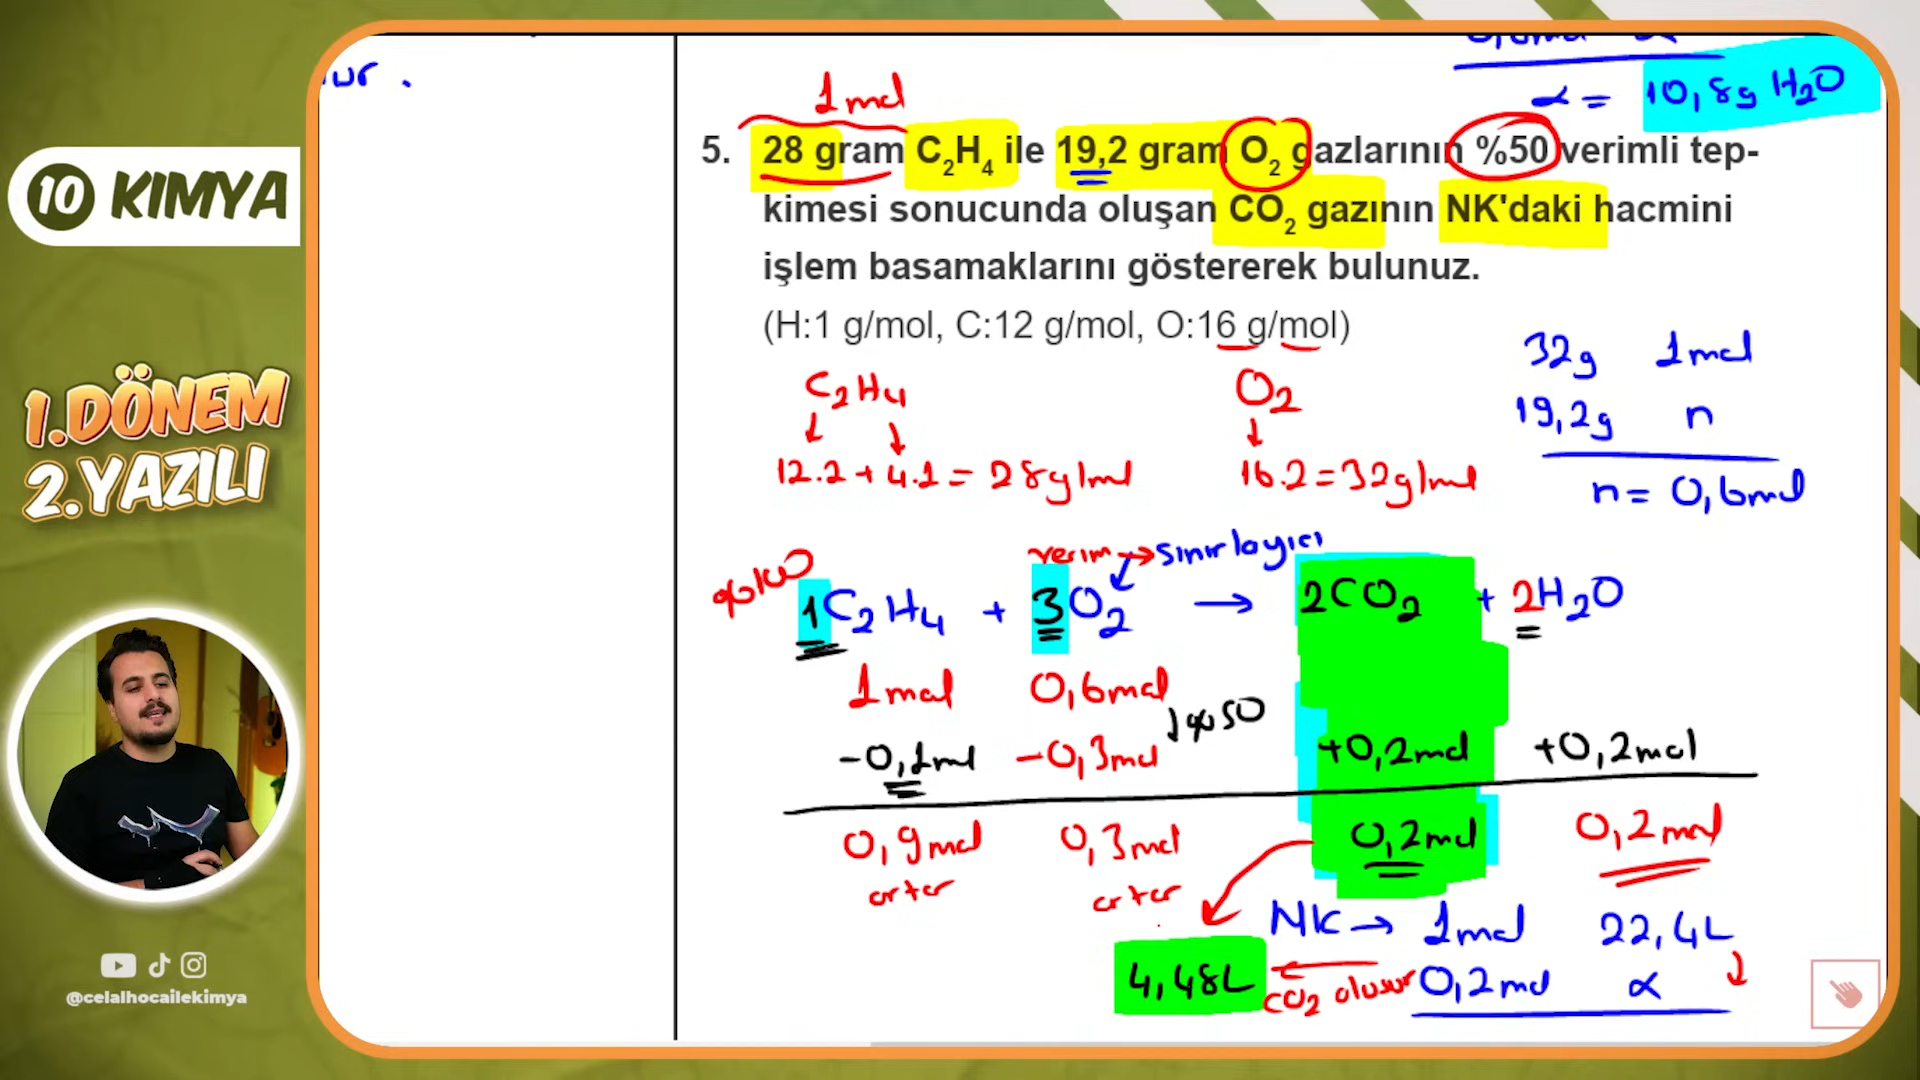 10 KIMYA
1.DÖNEM
2.YAZILI
@celalhocailekimya
α = 10,8g H2O
1mol
5. 28 gram C2H4 ile 19,2 gram O2 gazlarının %50 verimli tep-
kimesi sonucunda oluşan CO2 gazının NK'daki hacmini
işlem basamaklarını göstererek bulunuz.
(H:1 g/mol, C:12 g/mol, O:16 g/mol)
C2H4 O2
12.2+4.1=28g/mol 16.2=32g/mol
32g 1mol
19,2g n
n= 0,6mol
%100 verim → sınırlayıcı
1C2H4 + 3O2 → 2CO2 + 2H2O
1mol 0,6mol
↓%50
-0,1mol -0,3mol +0,2mol +0,2mol
0,9mol 0,3mol 0,2mol 0,2mol
artar artar
NK → 1mol 22,4L
0,2mol α
4,48L CO2 oluşur